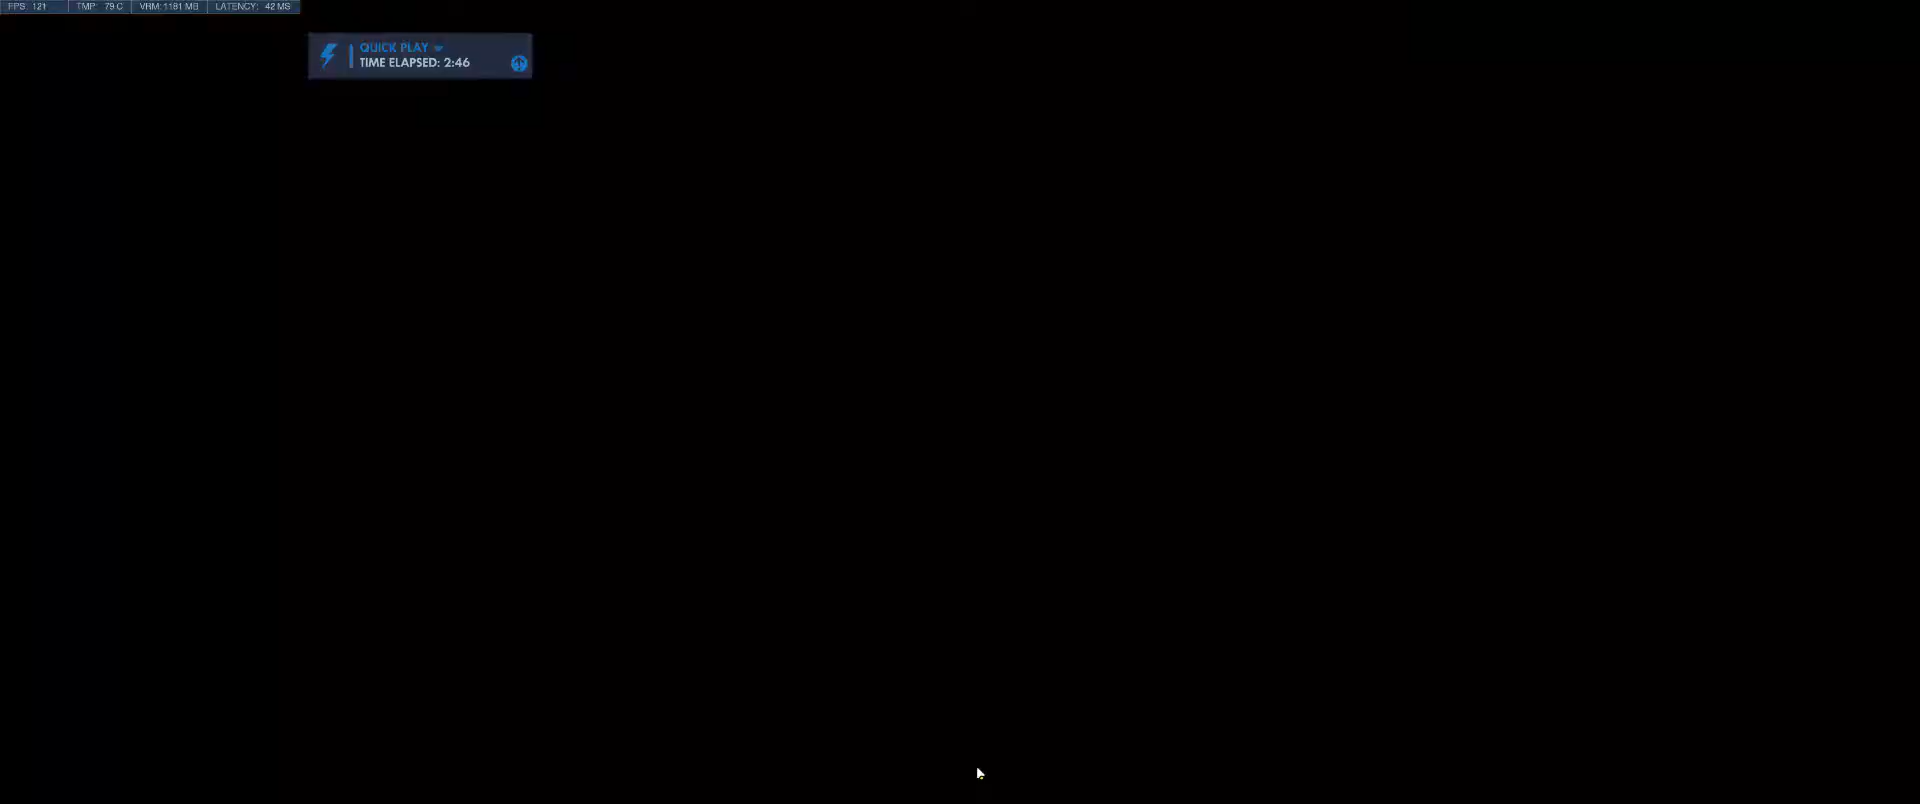 FPS: 121 TMP: 79 C VRM: 1181 MB LATENCY: 42 MS
QUICK PLAY
TIME ELAPSED: 2:46